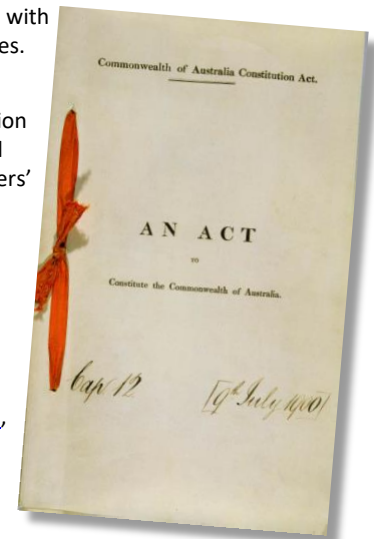 with
es.
ion
ers’
Commonwealth of Australia Constitution Act.
AN ACT
TO
Constitute the Commonwealth of Australia.
Cap 12 [9th July 1900]
,